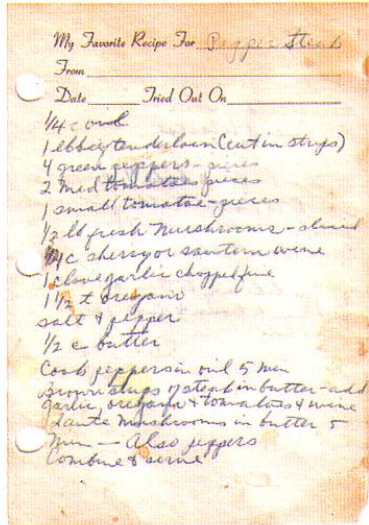 My Favorite Recipe For Pepper Steak
From
Date Tried Out On
1/4 c oil
1 lb beef tenderloin (cut in strips)
4 green peppers - pieces
2 med tomatoes pieces
1 small tomatoe - pieces
1/2 lb fresh mushrooms - sliced
1/4 c sherry or sautern wine
1 clove garlic chopped fine
1 1/2 t oregano
salt & pepper
1/2 c butter
Cook peppers in oil 5 min
Brown strips of steak in butter - add
garlic, oregano & tomatoes & wine
Saute mushrooms in butter 5
min — Also peppers
Combine & serve